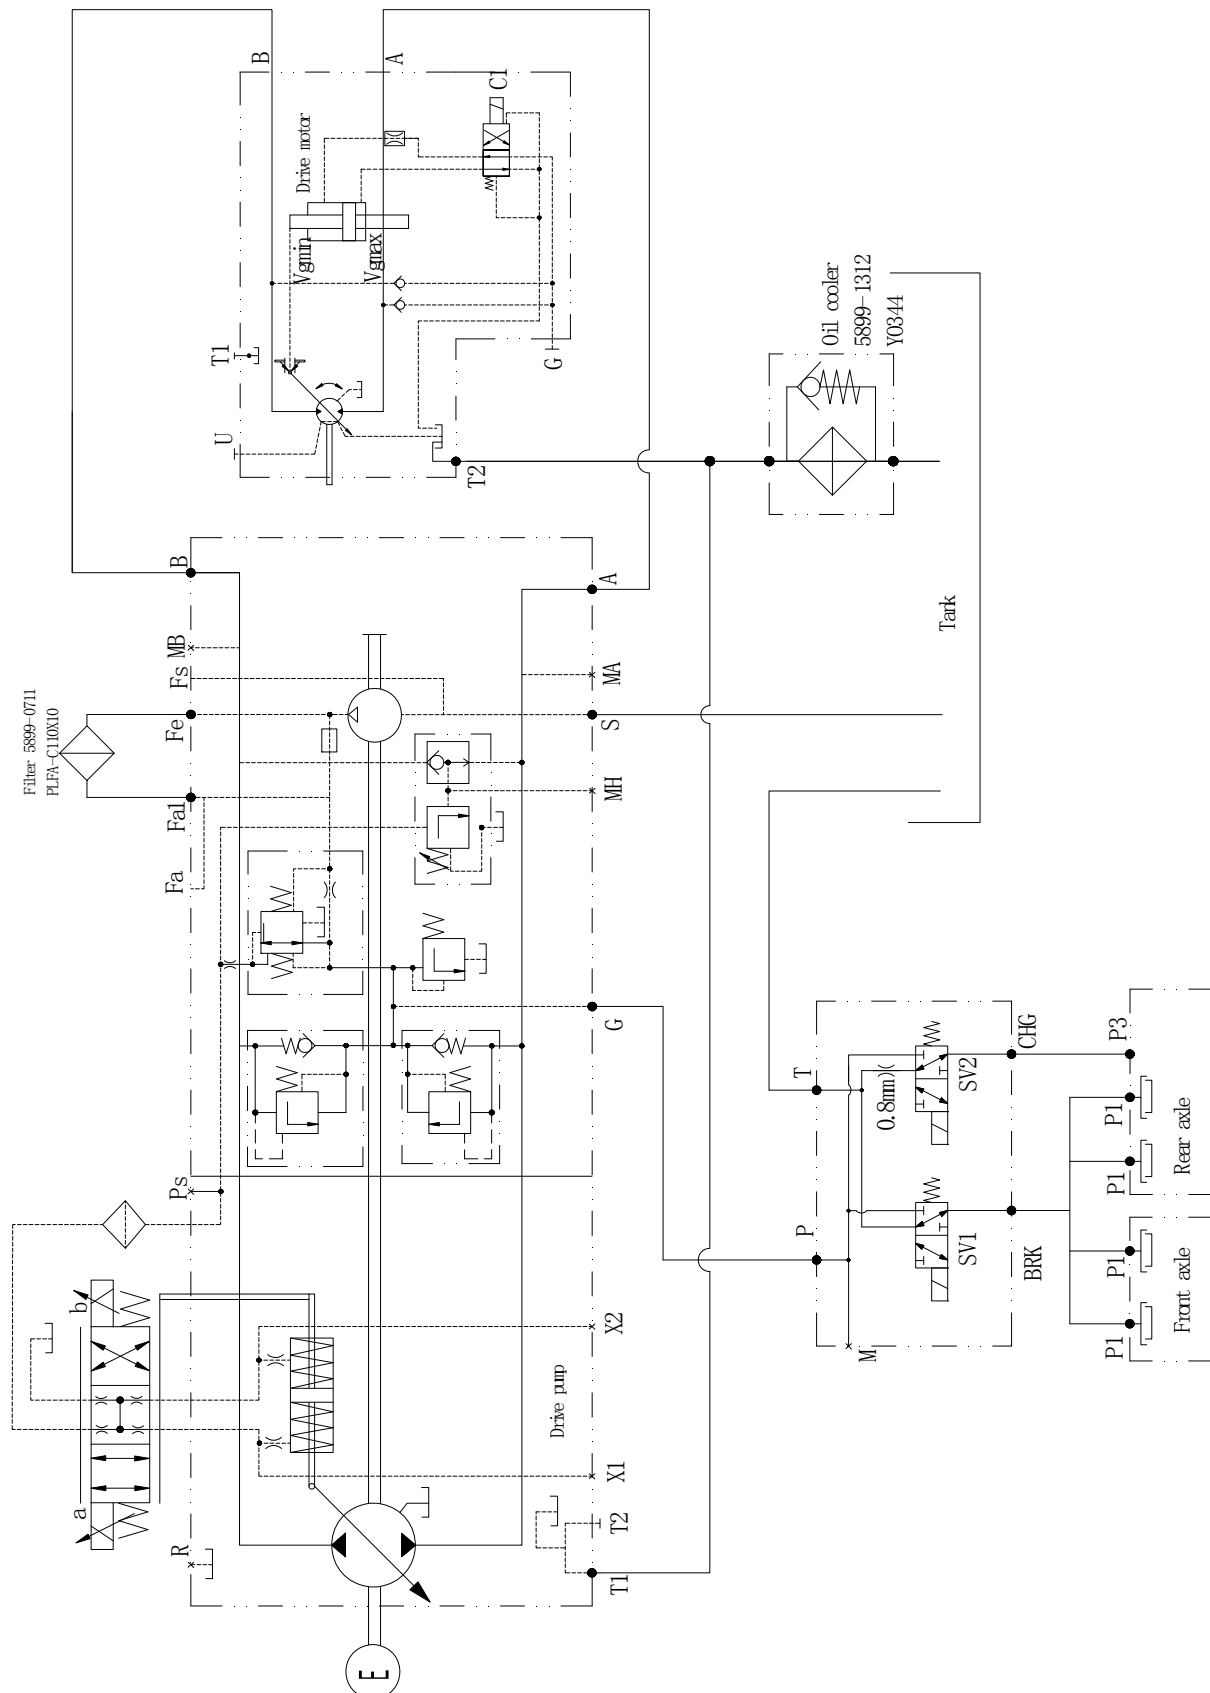 B
A
C1
Drive motor
Vgmin
Vgmax
T1
U
G
T2
Oil cooler
5899-1312
Y0344
Filter 5899-0711
PLFA-C110X10
B
MB
Fs
Fe
Fa1
Fa
Ps
A
MA
S
MH
G
Tark
b
a
X2
Drive pump
X1
R
T2
T1
E
T
0.8mm
SV2
CHG
P3
P1
P1
Rear axle
P
SV1
BRK
M
P1
P1
Front axle